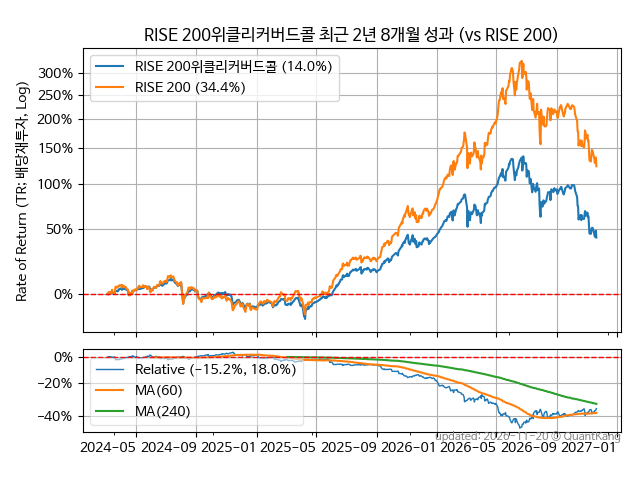 RISE 200위클리커버드콜 최근 2년 8개월 성과 (vs RISE 200)
Rate of Return (TR: 배당재투자, Log)
300%
250%
200%
150%
100%
50%
0%
RISE 200위클리커버드콜 (14.0%)
RISE 200 (34.4%)
0%
−20%
−40%
Relative (−15.2%, 18.0%)
MA(60)
MA(240)
updated: 2026-11-20 © QuantKang
2024-05 2024-09 2025-01 2025-05 2025-09 2026-01 2026-05 2026-09 2027-01